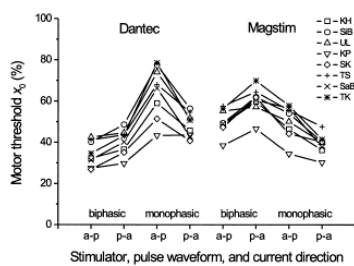 Dantec
Magstim
KH
SiB
UL
KP
SK
TS
SaB
TK
Motor threshold x₀ (%)
100
80
60
40
20
0
biphasic
monophasic
biphasic
monophasic
a-p p-a a-p p-a a-p p-a a-p p-a
Stimulator, pulse waveform, and current direction